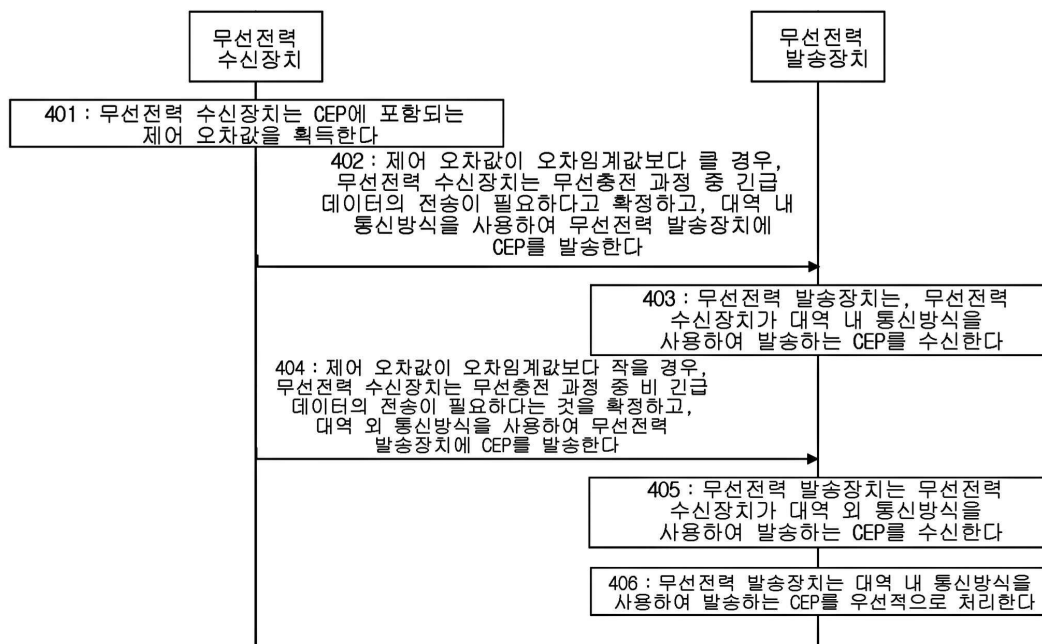 무선전력
수신장치
무선전력
발송장치
401 : 무선전력 수신장치는 CEP에 포함되는
제어 오차값을 획득한다
402 : 제어 오차값이 오차임계값보다 클 경우,
무선전력 수신장치는 무선충전 과정 중 긴급
데이터의 전송이 필요하다고 확정하고, 대역 내
통신방식을 사용하여 무선전력 발송장치에
CEP를 발송한다
403 : 무선전력 발송장치는, 무선전력
수신장치가 대역 내 통신방식을
사용하여 발송하는 CEP를 수신한다
404 : 제어 오차값이 오차임계값보다 작을 경우,
무선전력 수신장치는 무선충전 과정 중 비 긴급
데이터의 전송이 필요하다는 것을 확정하고,
대역 외 통신방식을 사용하여 무선전력
발송장치에 CEP를 발송한다
405 : 무선전력 발송장치는 무선전력
수신장치가 대역 외 통신방식을
사용하여 발송하는 CEP를 수신한다
406 : 무선전력 발송장치는 대역 내 통신방식을
사용하여 발송하는 CEP를 우선적으로 처리한다